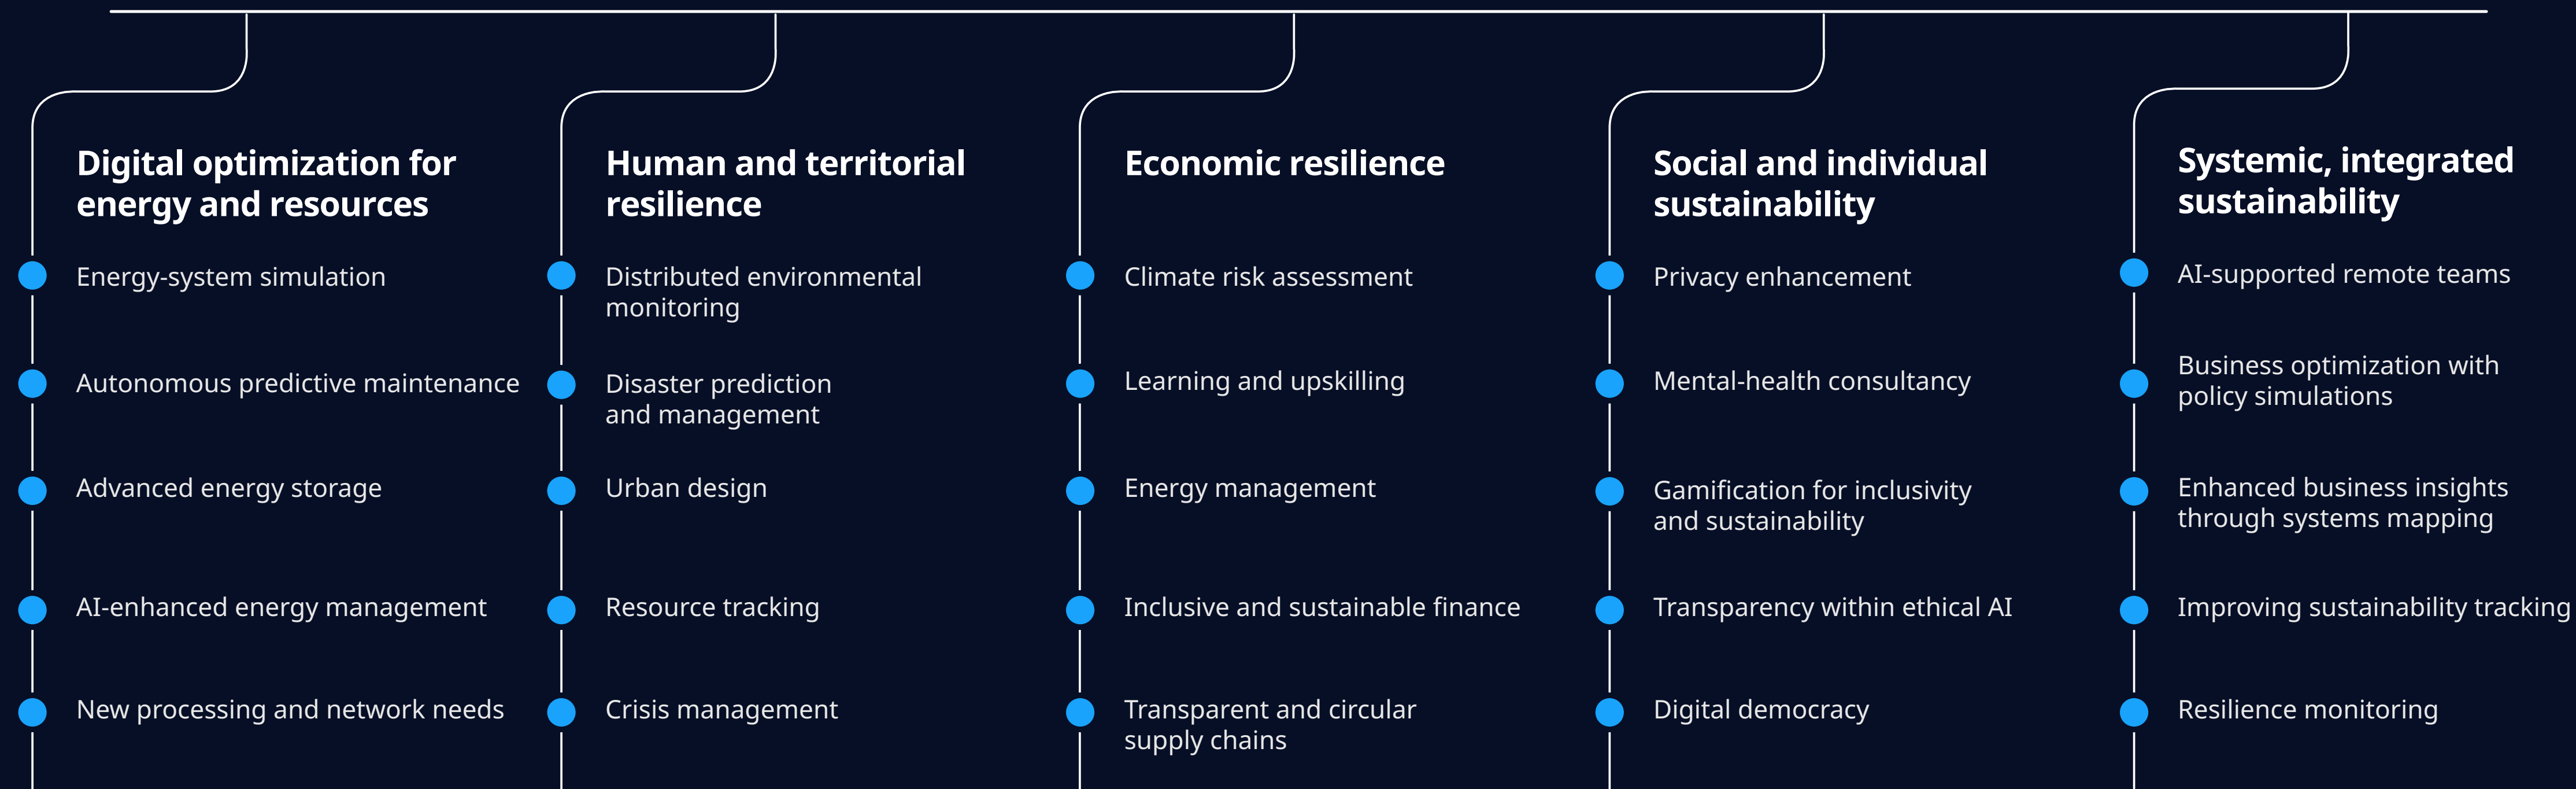 Digital optimization for
energy and resources
Energy-system simulation
Autonomous predictive maintenance
Advanced energy storage
AI-enhanced energy management
New processing and network needs
Human and territorial
resilience
Distributed environmental
monitoring
Disaster prediction
and management
Urban design
Resource tracking
Crisis management
Economic resilience
Climate risk assessment
Learning and upskilling
Energy management
Inclusive and sustainable finance
Transparent and circular
supply chains
Social and individual
sustainability
Privacy enhancement
Mental-health consultancy
Gamification for inclusivity
and sustainability
Transparency within ethical AI
Digital democracy
Systemic, integrated
sustainability
AI-supported remote teams
Business optimization with
policy simulations
Enhanced business insights
through systems mapping
Improving sustainability tracking
Resilience monitoring